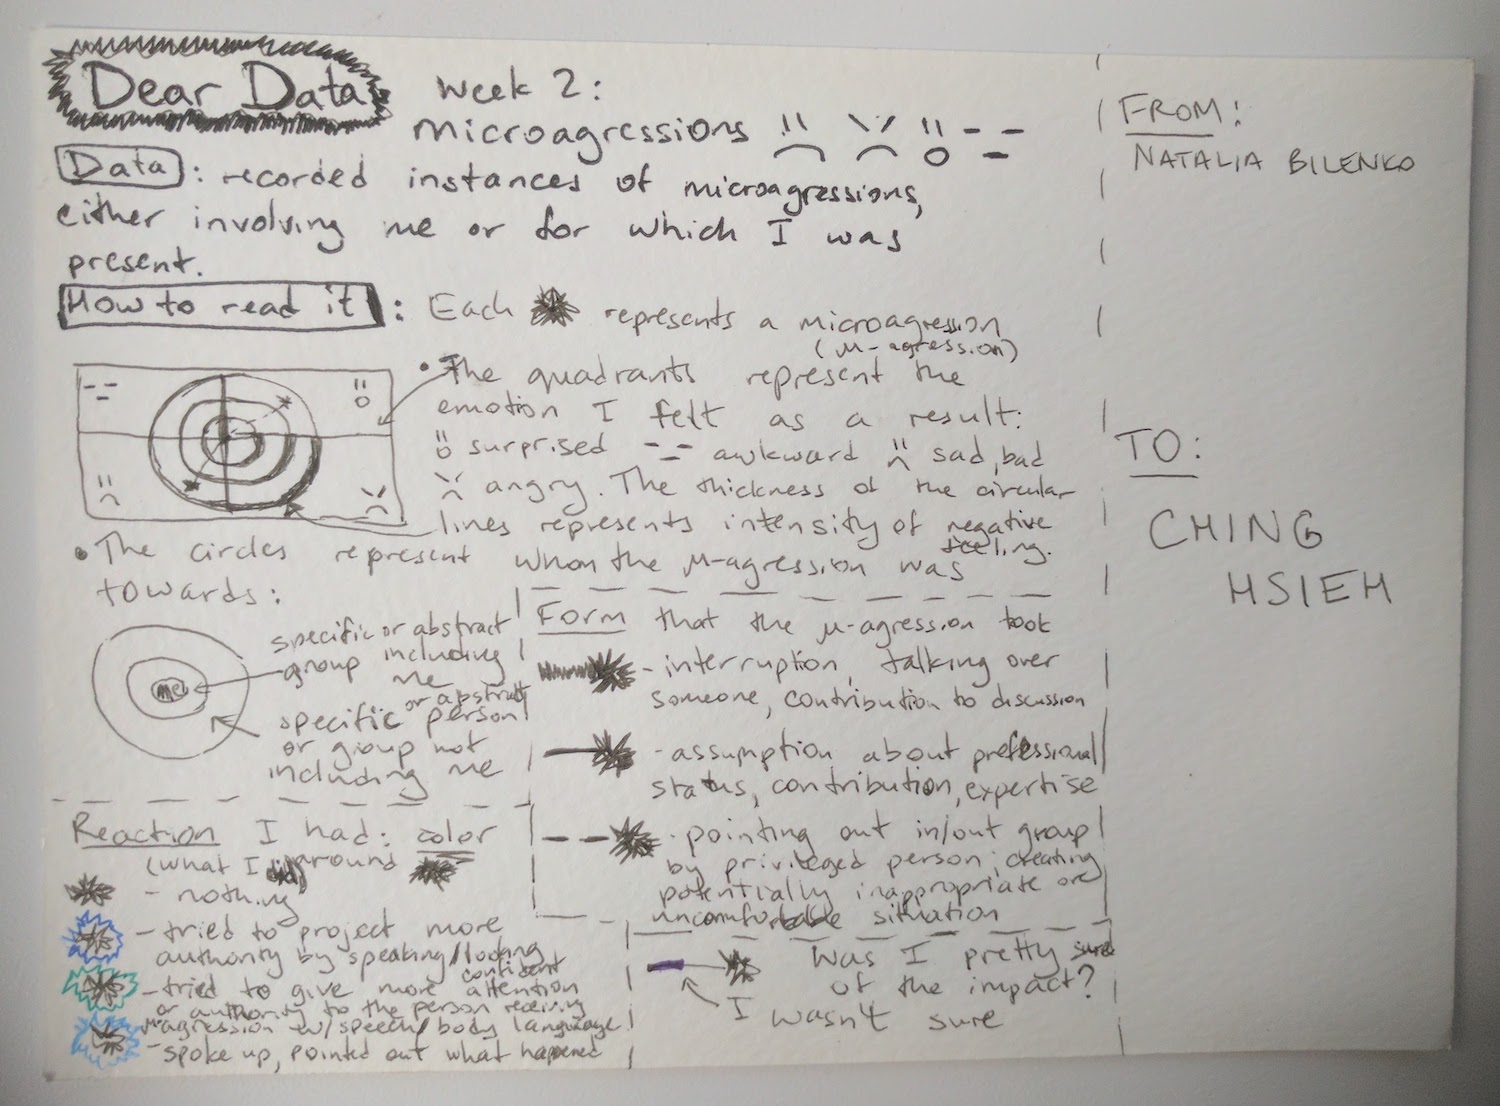 Dear Data
Week 2:
microagressions
Data: recorded instances of microagressions,
either involving me or for which I was
present.
How to read it: Each represents a microagression
(μ-agression)
• The quadrants represent the
emotion I felt as a result:
surprised awkward sad, bad
angry. The thickness of the circular
lines represents intensity of negative
feeling.
• The circles represent whom the μ-agression was
towards:
me
specific or abstract
group including
me
specific or abstract person
or group not
including me
Form that the μ-agression took
- interruption, talking over
someone, contribution to discussion
- assumption about professional
status, contribution, expertise
- pointing out in/out group
by privileged person; creating
potentially inappropriate or
uncomfortable situation
Was I pretty sure
of the impact?
I wasn't sure
Reaction I had: color
(what I did) around
- nothing
- tried to project more
authority by speaking/looking
confident
- tried to give more attention
or authority to the person receiving
μ-agression w/speech/body language
- spoke up, pointed out what happened
FROM:
NATALIA BILENKO
TO:
CHING
HSIEH